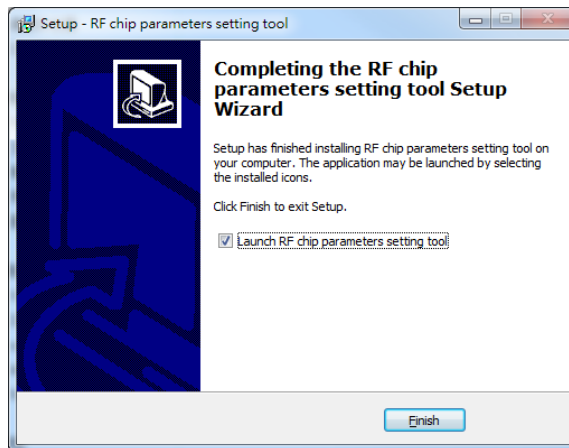 Setup - RF chip parameters setting tool
Completing the RF chip
parameters setting tool Setup
Wizard
Setup has finished installing RF chip parameters setting tool on
your computer. The application may be launched by selecting
the installed icons.
Click Finish to exit Setup.
Launch RF chip parameters setting tool
Finish